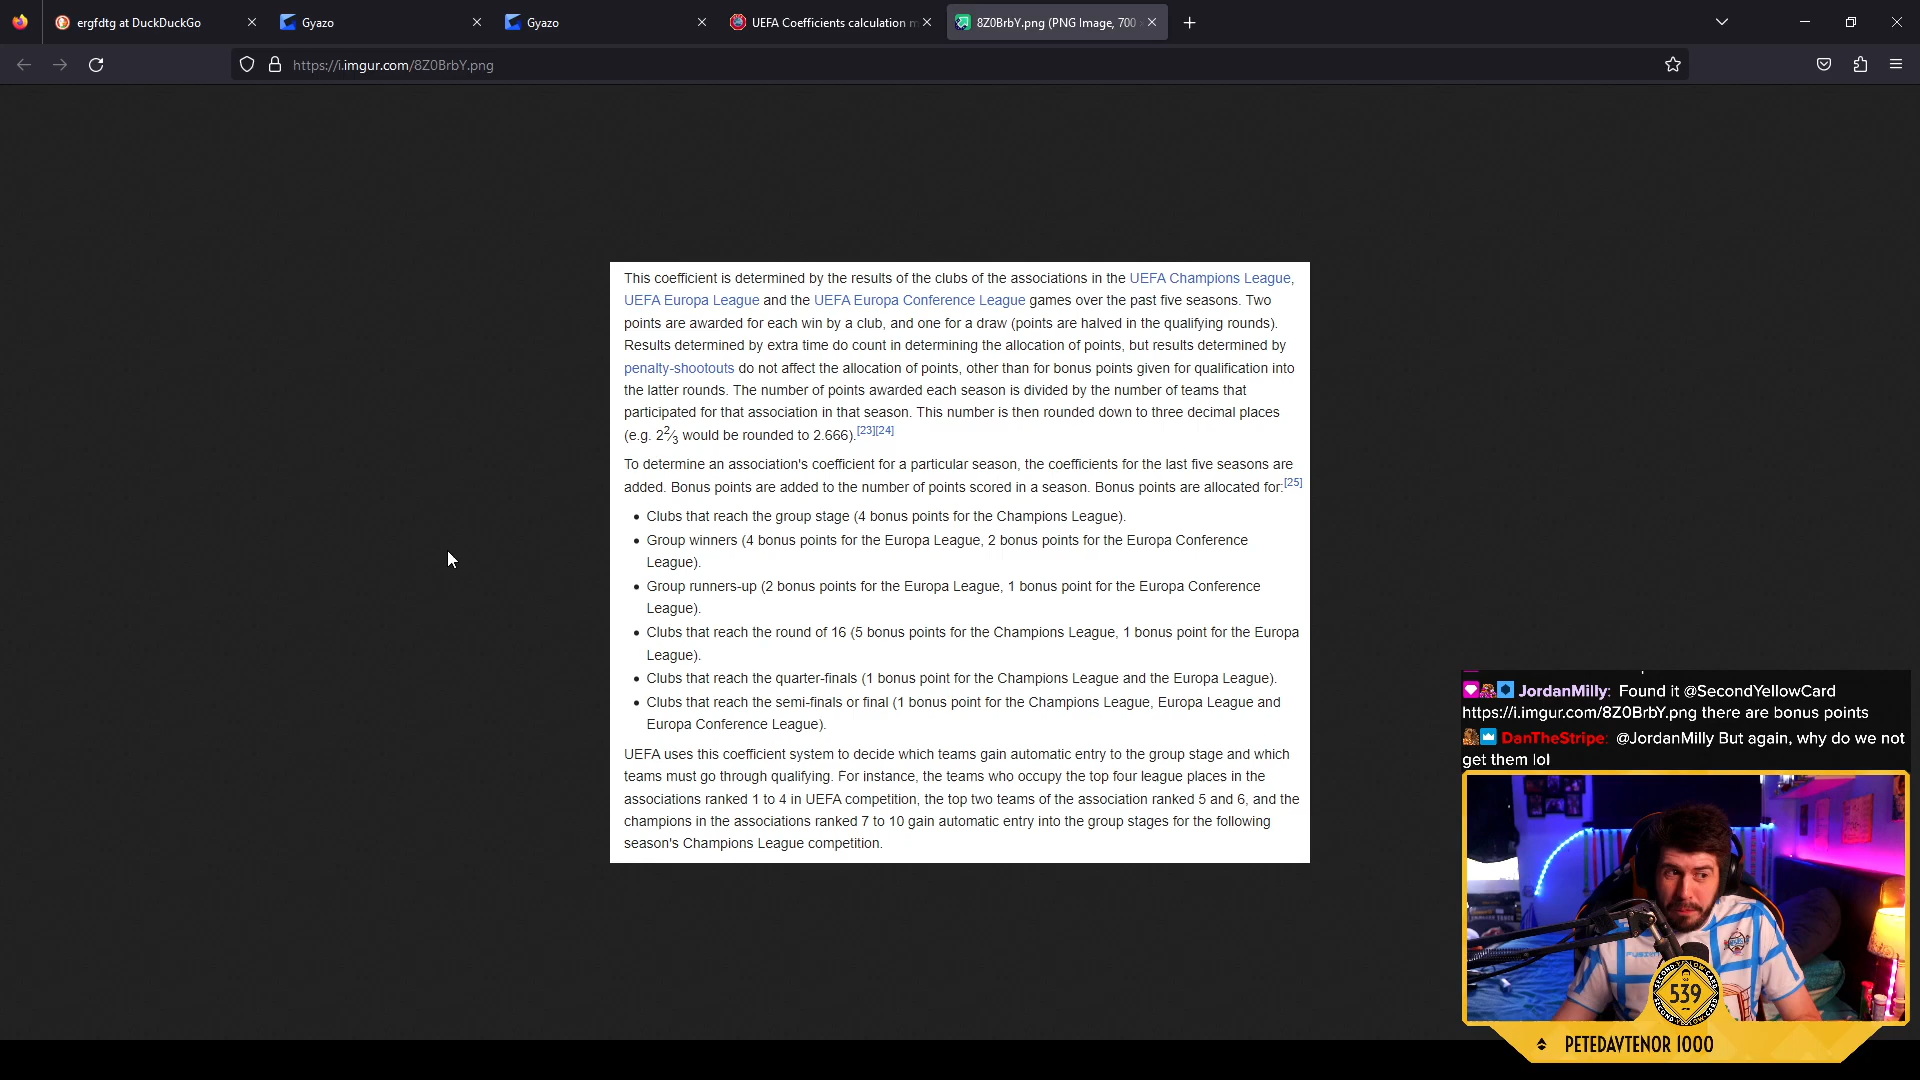 ergfdtg at DuckDuckGo
Gyazo
Gyazo
UEFA Coefficients calculation m
8Z0BrbY.png (PNG Image, 700
https://i.imgur.com/8Z0BrbY.png
This coefficient is determined by the results of the clubs of the associations in the UEFA Champions League,
UEFA Europa League and the UEFA Europa Conference League games over the past five seasons. Two
points are awarded for each win by a club, and one for a draw (points are halved in the qualifying rounds).
Results determined by extra time do count in determining the allocation of points, but results determined by
penalty-shootouts do not affect the allocation of points, other than for bonus points given for qualification into
the latter rounds. The number of points awarded each season is divided by the number of teams that
participated for that association in that season. This number is then rounded down to three decimal places
(e.g. 2 2⁄3 would be rounded to 2.666).[23][24]
To determine an association's coefficient for a particular season, the coefficients for the last five seasons are
added. Bonus points are added to the number of points scored in a season. Bonus points are allocated for:[25]
• Clubs that reach the group stage (4 bonus points for the Champions League).
• Group winners (4 bonus points for the Europa League, 2 bonus points for the Europa Conference
League).
• Group runners-up (2 bonus points for the Europa League, 1 bonus point for the Europa Conference
League).
• Clubs that reach the round of 16 (5 bonus points for the Champions League, 1 bonus point for the Europa
League).
• Clubs that reach the quarter-finals (1 bonus point for the Champions League and the Europa League).
• Clubs that reach the semi-finals or final (1 bonus point for the Champions League, Europa League and
Europa Conference League).
UEFA uses this coefficient system to decide which teams gain automatic entry to the group stage and which
teams must go through qualifying. For instance, the teams who occupy the top four league places in the
associations ranked 1 to 4 in UEFA competition, the top two teams of the association ranked 5 and 6, and the
champions in the associations ranked 7 to 10 gain automatic entry into the group stages for the following
season's Champions League competition.
JordanMilly: Found it @SecondYellowCard
https://i.imgur.com/8Z0BrbY.png there are bonus points
DanTheStripe: @JordanMilly But again, why do we not
get them lol
SECOND YELLOW CARD
539
PETEDAVTENOR 1000